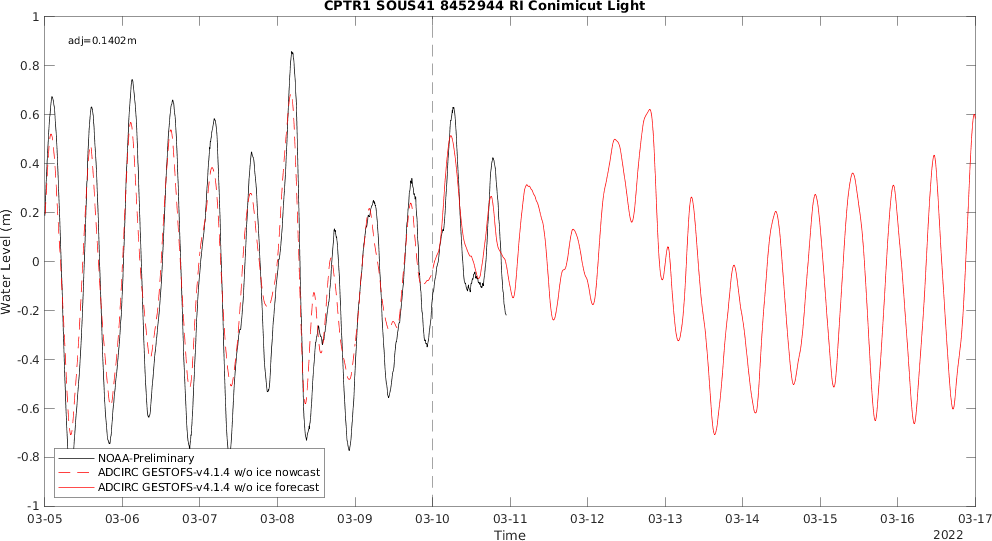 CPTR1 SOUS41 8452944 RI Conimicut Light
adj=0.1402m
1
0.8
0.6
0.4
0.2
0
-0.2
-0.4
-0.6
-0.8
-1
Water Level (m)
NOAA-Preliminary
ADCIRC GESTOFS-v4.1.4 w/o ice nowcast
ADCIRC GESTOFS-v4.1.4 w/o ice forecast
03-05 03-06 03-07 03-08 03-09 03-10 03-11 03-12 03-13 03-14 03-15 03-16 03-17
Time
2022